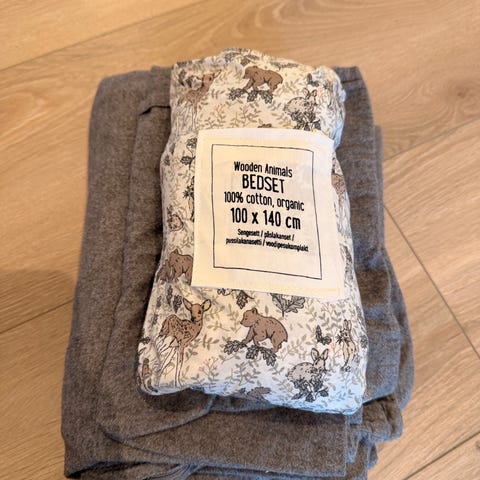 Wooden Animals
BEDSET
100% cotton, organic
100 x 140 cm
Sengesett / påslakanset /
pussilakanasetti / voodipesukomplekt